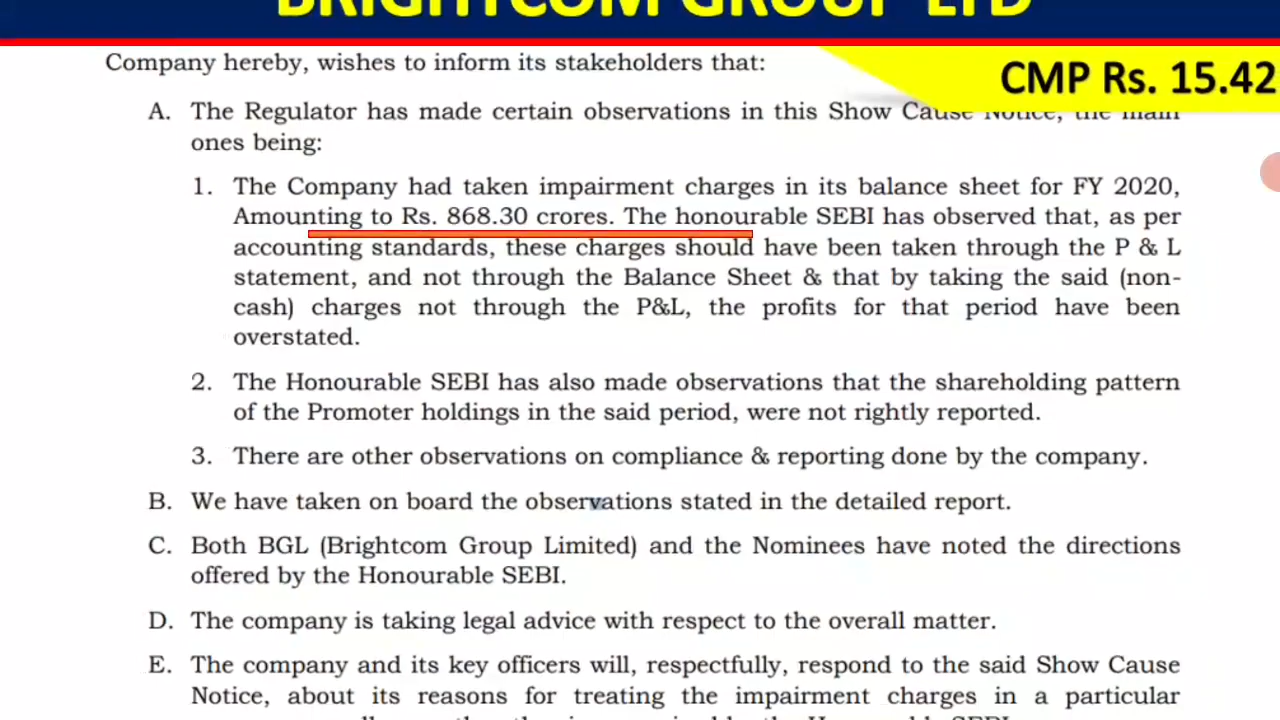 BRIGHTCOM GROUP LTD
Company hereby, wishes to inform its stakeholders that:
CMP Rs. 15.42
A. The Regulator has made certain observations in this Show Cause Notice, the main
ones being:
1. The Company had taken impairment charges in its balance sheet for FY 2020,
Amounting to Rs. 868.30 crores. The honourable SEBI has observed that, as per
accounting standards, these charges should have been taken through the P & L
statement, and not through the Balance Sheet & that by taking the said (non-
cash) charges not through the P&L, the profits for that period have been
overstated.
2. The Honourable SEBI has also made observations that the shareholding pattern
of the Promoter holdings in the said period, were not rightly reported.
3. There are other observations on compliance & reporting done by the company.
B. We have taken on board the observations stated in the detailed report.
C. Both BGL (Brightcom Group Limited) and the Nominees have noted the directions
offered by the Honourable SEBI.
D. The company is taking legal advice with respect to the overall matter.
E. The company and its key officers will, respectfully, respond to the said Show Cause
Notice, about its reasons for treating the impairment charges in a particular